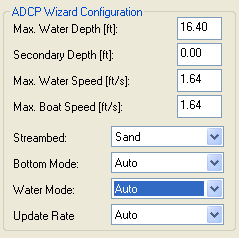 ADCP Wizard Configuration
Max. Water Depth [ft]: 16.40
Secondary Depth [ft]: 0.00
Max. Water Speed [ft/s]: 1.64
Max. Boat Speed [ft/s]: 1.64
Streambed: Sand
Bottom Mode: Auto
Water Mode: Auto
Update Rate Auto